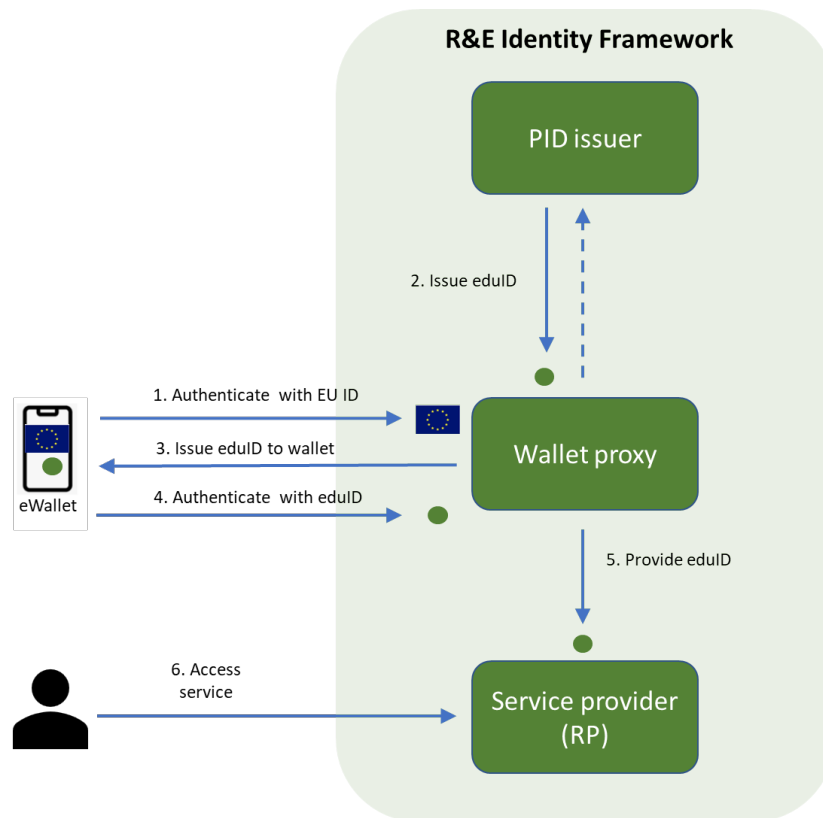 R&E Identity Framework
PID issuer
2. Issue eduID
1. Authenticate with EU ID
3. Issue eduID to wallet
Wallet proxy
4. Authenticate with eduID
eWallet
5. Provide eduID
6. Access
service
Service provider
(RP)